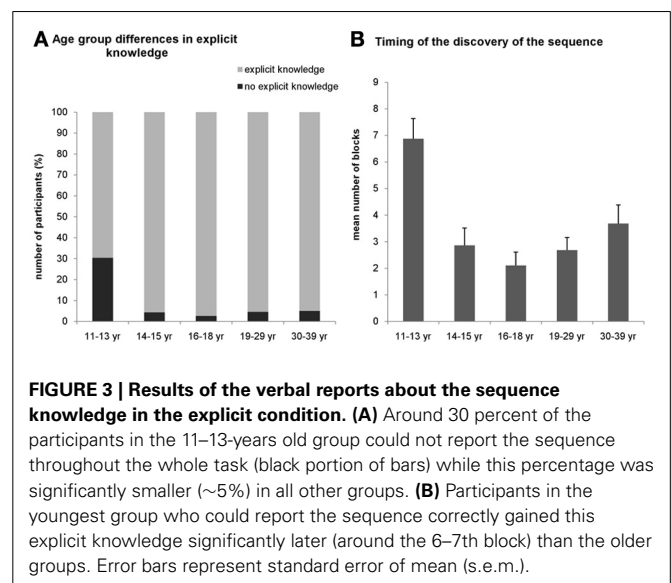 A Age group differences in explicit
knowledge
explicit knowledge
no explicit knowledge
number of participants (%)
100
90
80
70
60
50
40
30
20
10
0
11-13 yr 14-15 yr 16-18 yr 19-29 yr 30-39 yr
B Timing of the discovery of the sequence
mean number of blocks
9
8
7
6
5
4
3
2
1
0
11-13 yr 14-15 yr 16-18 yr 19-29 yr 30-39 yr
FIGURE 3 | Results of the verbal reports about the sequence
knowledge in the explicit condition. (A) Around 30 percent of the
participants in the 11–13-years old group could not report the sequence
throughout the whole task (black portion of bars) while this percentage was
significantly smaller (~5%) in all other groups. (B) Participants in the
youngest group who could report the sequence correctly gained this
explicit knowledge significantly later (around the 6–7th block) than the older
groups. Error bars represent standard error of mean (s.e.m.).